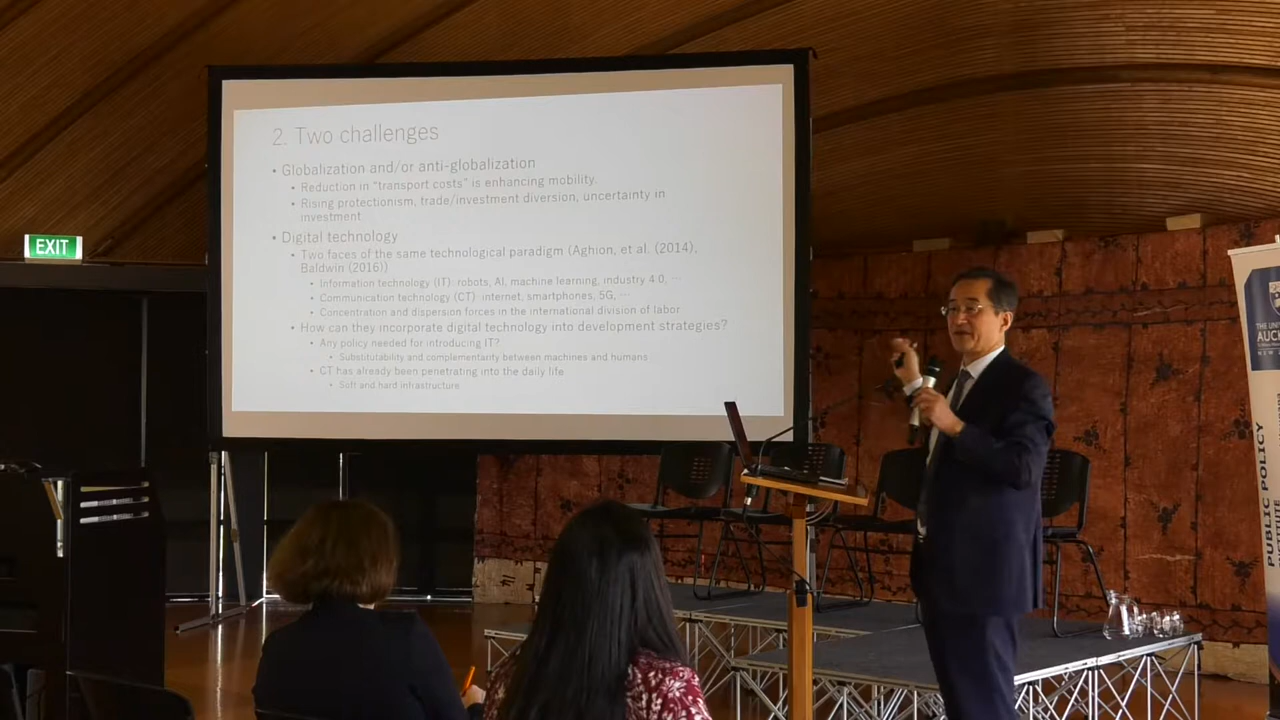 2. Two challenges
• Globalization and/or anti-globalization
• Reduction in "transport costs" is enhancing mobility.
• Rising protectionism, trade/investment diversion, uncertainty in
investment
• Digital technology
• Two faces of the same technological paradigm (Aghion, et al. (2014),
Baldwin (2016))
• Information technology (IT): robots, AI, machine learning, industry 4.0, …
• Communication technology (CT): internet, smartphones, 5G, …
• Concentration and dispersion forces in the international division of labor
• How can they incorporate digital technology into development strategies?
• Any policy needed for introducing IT?
• Substitutability and complementarity between machines and humans
• CT has already been penetrating into the daily life
• Soft and hard infrastructure
EXIT
THE UNI
AUCK
PUBLIC POLICY